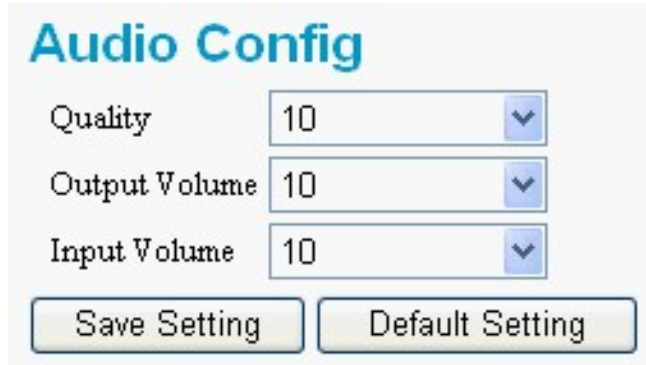 Audio Config
Quality 10
Output Volume 10
Input Volume 10
Save Setting Default Setting